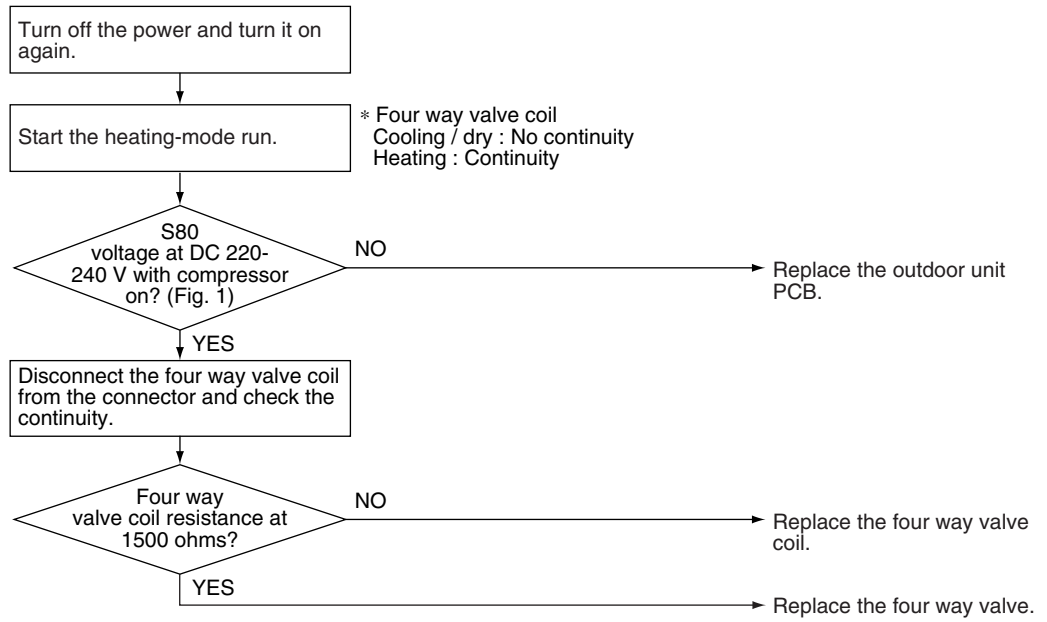 Turn off the power and turn it on
again.
Start the heating-mode run.
* Four way valve coil
Cooling / dry : No continuity
Heating : Continuity
S80
voltage at DC 220-
240 V with compressor
on? (Fig. 1)
NO
Replace the outdoor unit
PCB.
YES
Disconnect the four way valve coil
from the connector and check the
continuity.
Four way
valve coil resistance at
1500 ohms?
NO
Replace the four way valve
coil.
YES
Replace the four way valve.